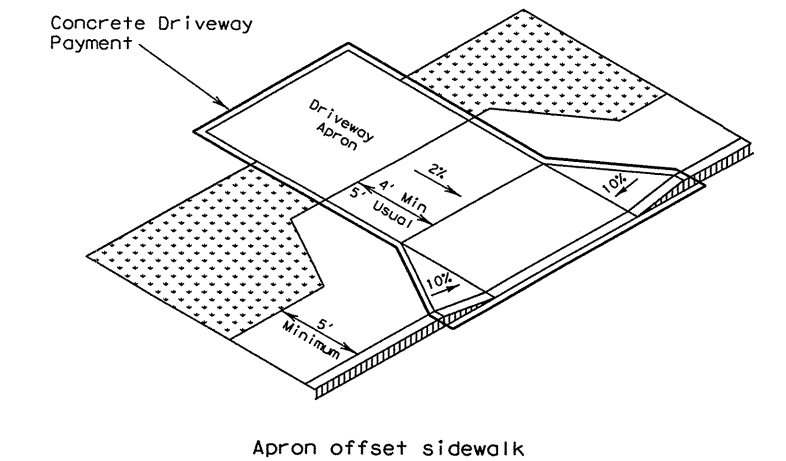 Concrete Driveway
Payment
Driveway
Apron
2%
4' Min
5' Usual
10%
10%
5'
Minimum
Apron offset sidewalk